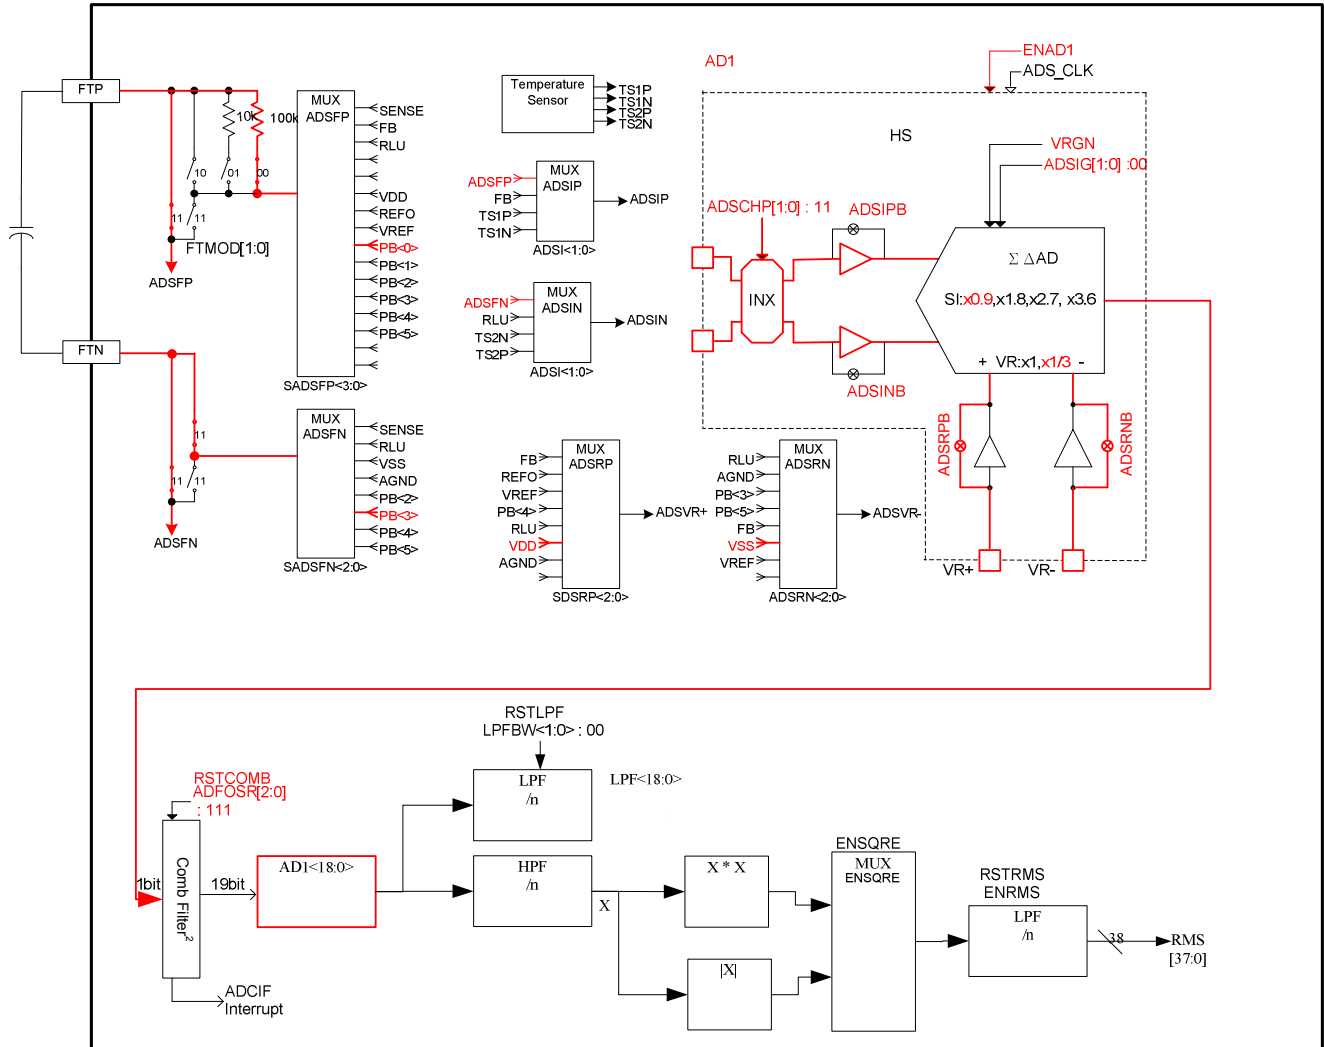 FTP
10k
100k
10
01
00
11
11
FTMOD[1:0]
ADSFP
MUX
ADSFP
SENSE
FB
RLU
VDD
REFO
VREF
PB<0>
PB<1>
PB<2>
PB<3>
PB<4>
PB<5>
SADSFP<3:0>
FTN
11
11
11
ADSFN
MUX
ADSFN
SENSE
RLU
VSS
AGND
PB<2>
PB<3>
PB<4>
PB<5>
SADSFN<2:0>
Temperature
Sensor
TS1P
TS1N
TS2P
TS2N
MUX
ADSIP
ADSFP
FB
TS1P
TS1N
ADSIP
ADSI<1:0>
MUX
ADSIN
ADSFN
RLU
TS2N
TS2P
ADSIN
ADSI<1:0>
MUX
ADSRP
FB
REFO
VREF
PB<4>
RLU
VDD
AGND
ADSVR+
SDSRP<2:0>
MUX
ADSRN
RLU
AGND
PB<3>
PB<5>
FB
VSS
VREF
ADSVR-
ADSRN<2:0>
AD1
ENAD1
ADS_CLK
HS
VRGN
ADSIG[1:0] :00
ADSCHP[1:0] : 11
ADSIPB
INX
ADSINB
Σ ΔAD
SI:x0.9,x1.8,x2.7, x3.6
+ VR:x1,x1/3 -
ADSRPB
ADSRNB
VR+
VR-
RSTLPF
LPFBW<1:0> : 00
LPF
/n
LPF<18:0>
RSTCOMB
ADFOSR[2:0]
: 111
1bit
Comb Filter2
19bit
AD1<18:0>
HPF
/n
X
X * X
|X|
ENSQRE
MUX
ENSQRE
RSTRMS
ENRMS
LPF
/n
38
RMS
[37:0]
ADCIF
Interrupt